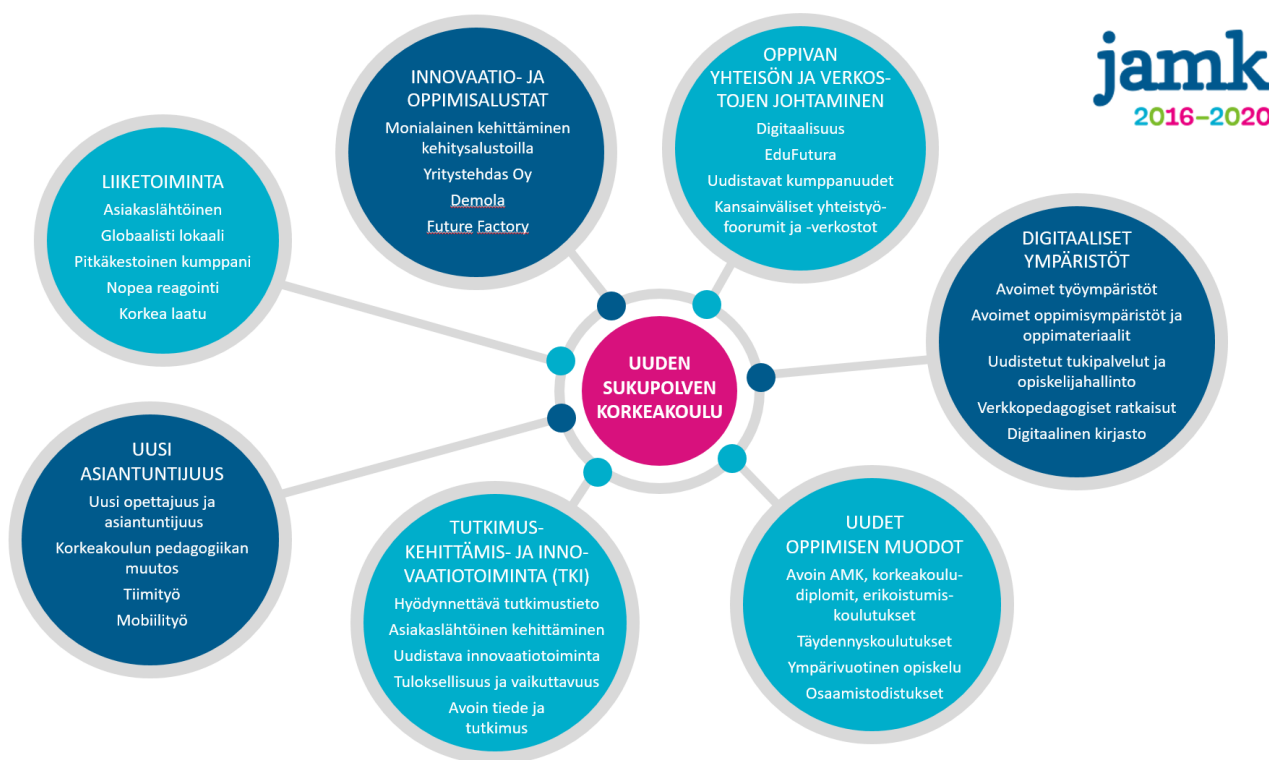 jamk
2016–2020
INNOVAATIO- JA
OPPIMISALUSTAT
Monialainen kehittäminen
kehitysalustoilla
Yritystehdas Oy
Demola
Future Factory
OPPIVAN
YHTEISÖN JA VERKOS-
TOJEN JOHTAMINEN
Digitaalisuus
EduFutura
Uudistavat kumppanuudet
Kansainväliset yhteistyö-
foorumit ja -verkostot
LIIKETOIMINTA
Asiakaslähtöinen
Globaalisti lokaali
Pitkäkestoinen kumppani
Nopea reagointi
Korkea laatu
DIGITAALISET
YMPÄRISTÖT
Avoimet työympäristöt
Avoimet oppimisympäristöt ja
oppimateriaalit
Uudistetut tukipalvelut ja
opiskelijahallinto
Verkkopedagogiset ratkaisut
Digitaalinen kirjasto
UUDEN
SUKUPOLVEN
KORKEAKOULU
UUSI
ASIANTUNTIJUUS
Uusi opettajuus ja
asiantuntijuus
Korkeakoulun pedagogiikan
muutos
Tiimityö
Mobiilityö
TUTKIMUS-
KEHITTÄMIS- JA INNO-
VAATIOTOIMINTA (TKI)
Hyödynnettävä tutkimustieto
Asiakaslähtöinen kehittäminen
Uudistava innovaatiotoiminta
Tuloksellisuus ja vaikuttavuus
Avoin tiede ja
tutkimus
UUDET
OPPIMISEN MUODOT
Avoin AMK, korkeakoulu-
diplomit, erikoistumis-
koulutukset
Täydennyskoulutukset
Ympärivuotinen opiskelu
Osaamistodistukset